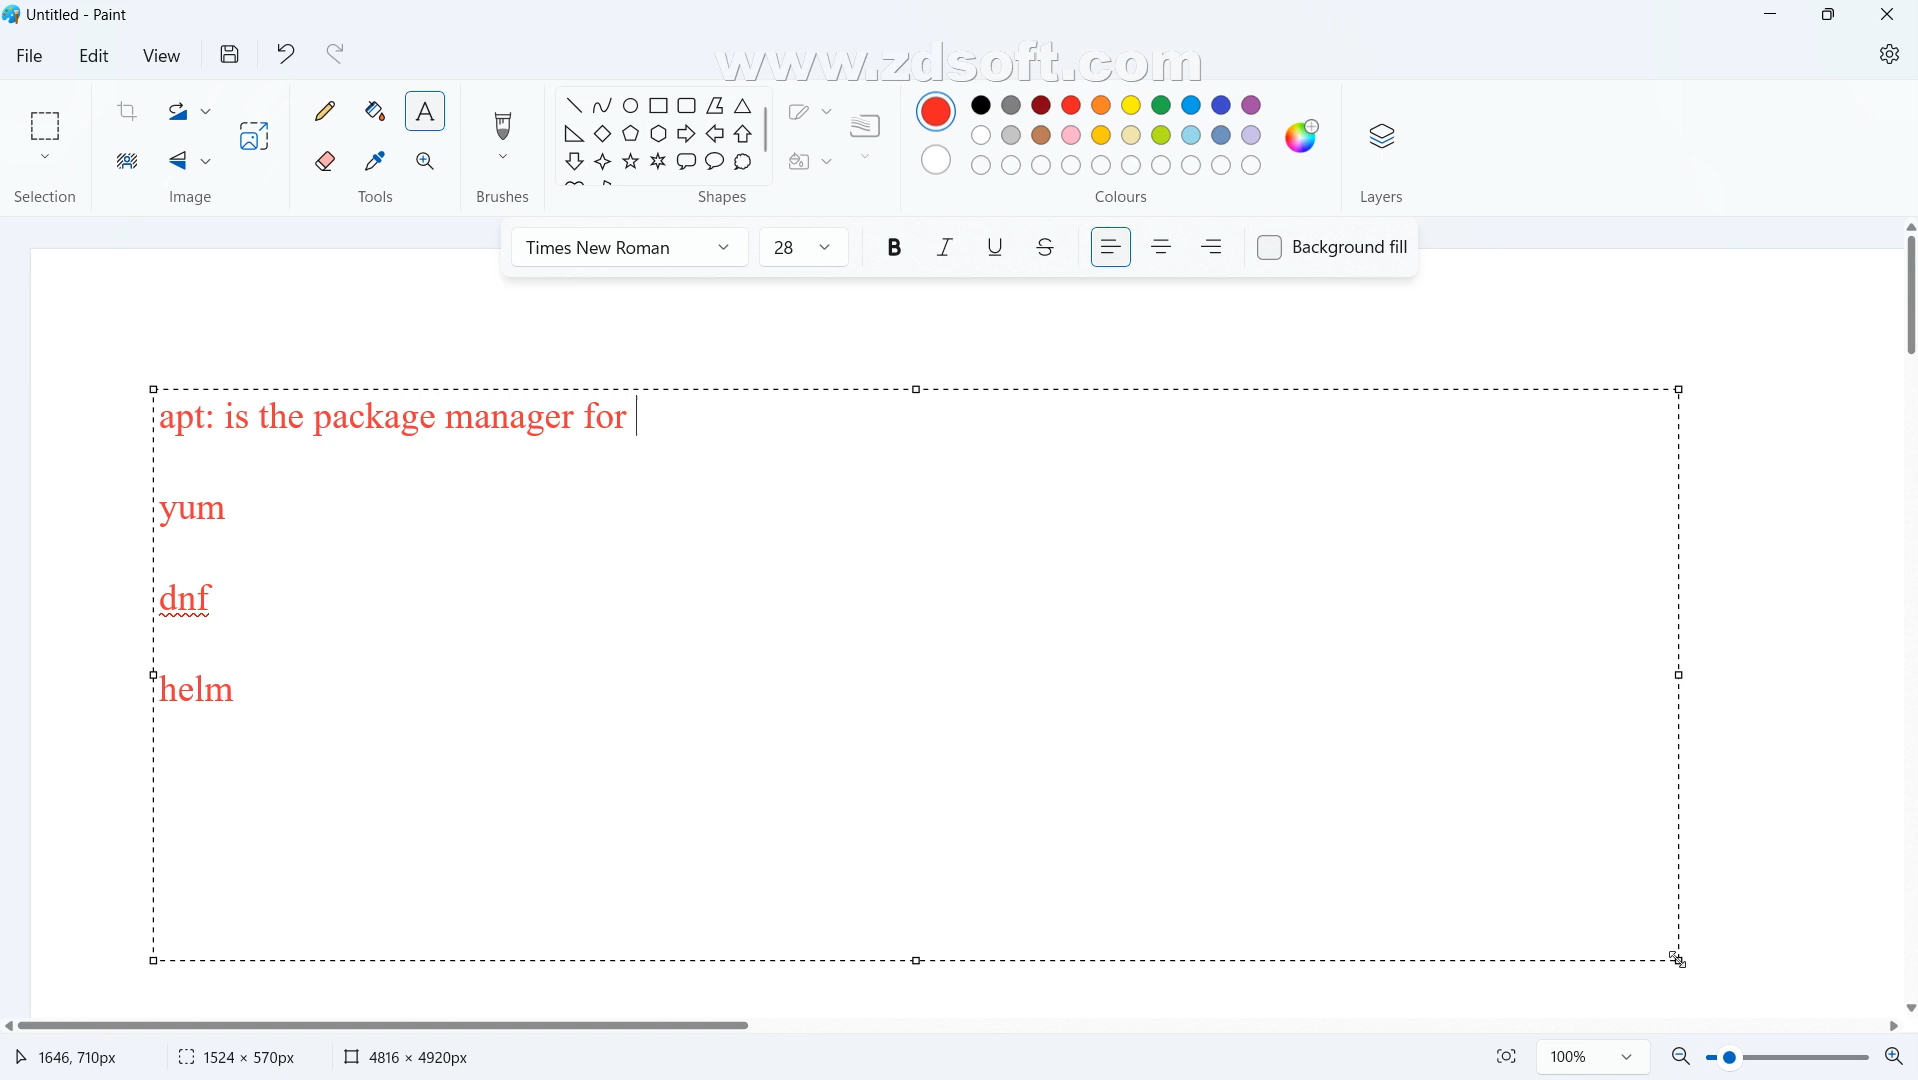 Untitled - Paint
File Edit View
www.zdsoft.com
Selection Image Tools Brushes Shapes Colours Layers
Times New Roman 28 B I U S Background fill
apt: is the package manager for
yum
dnf
helm
1646, 710px 1524 × 570px 4816 × 4920px 100%